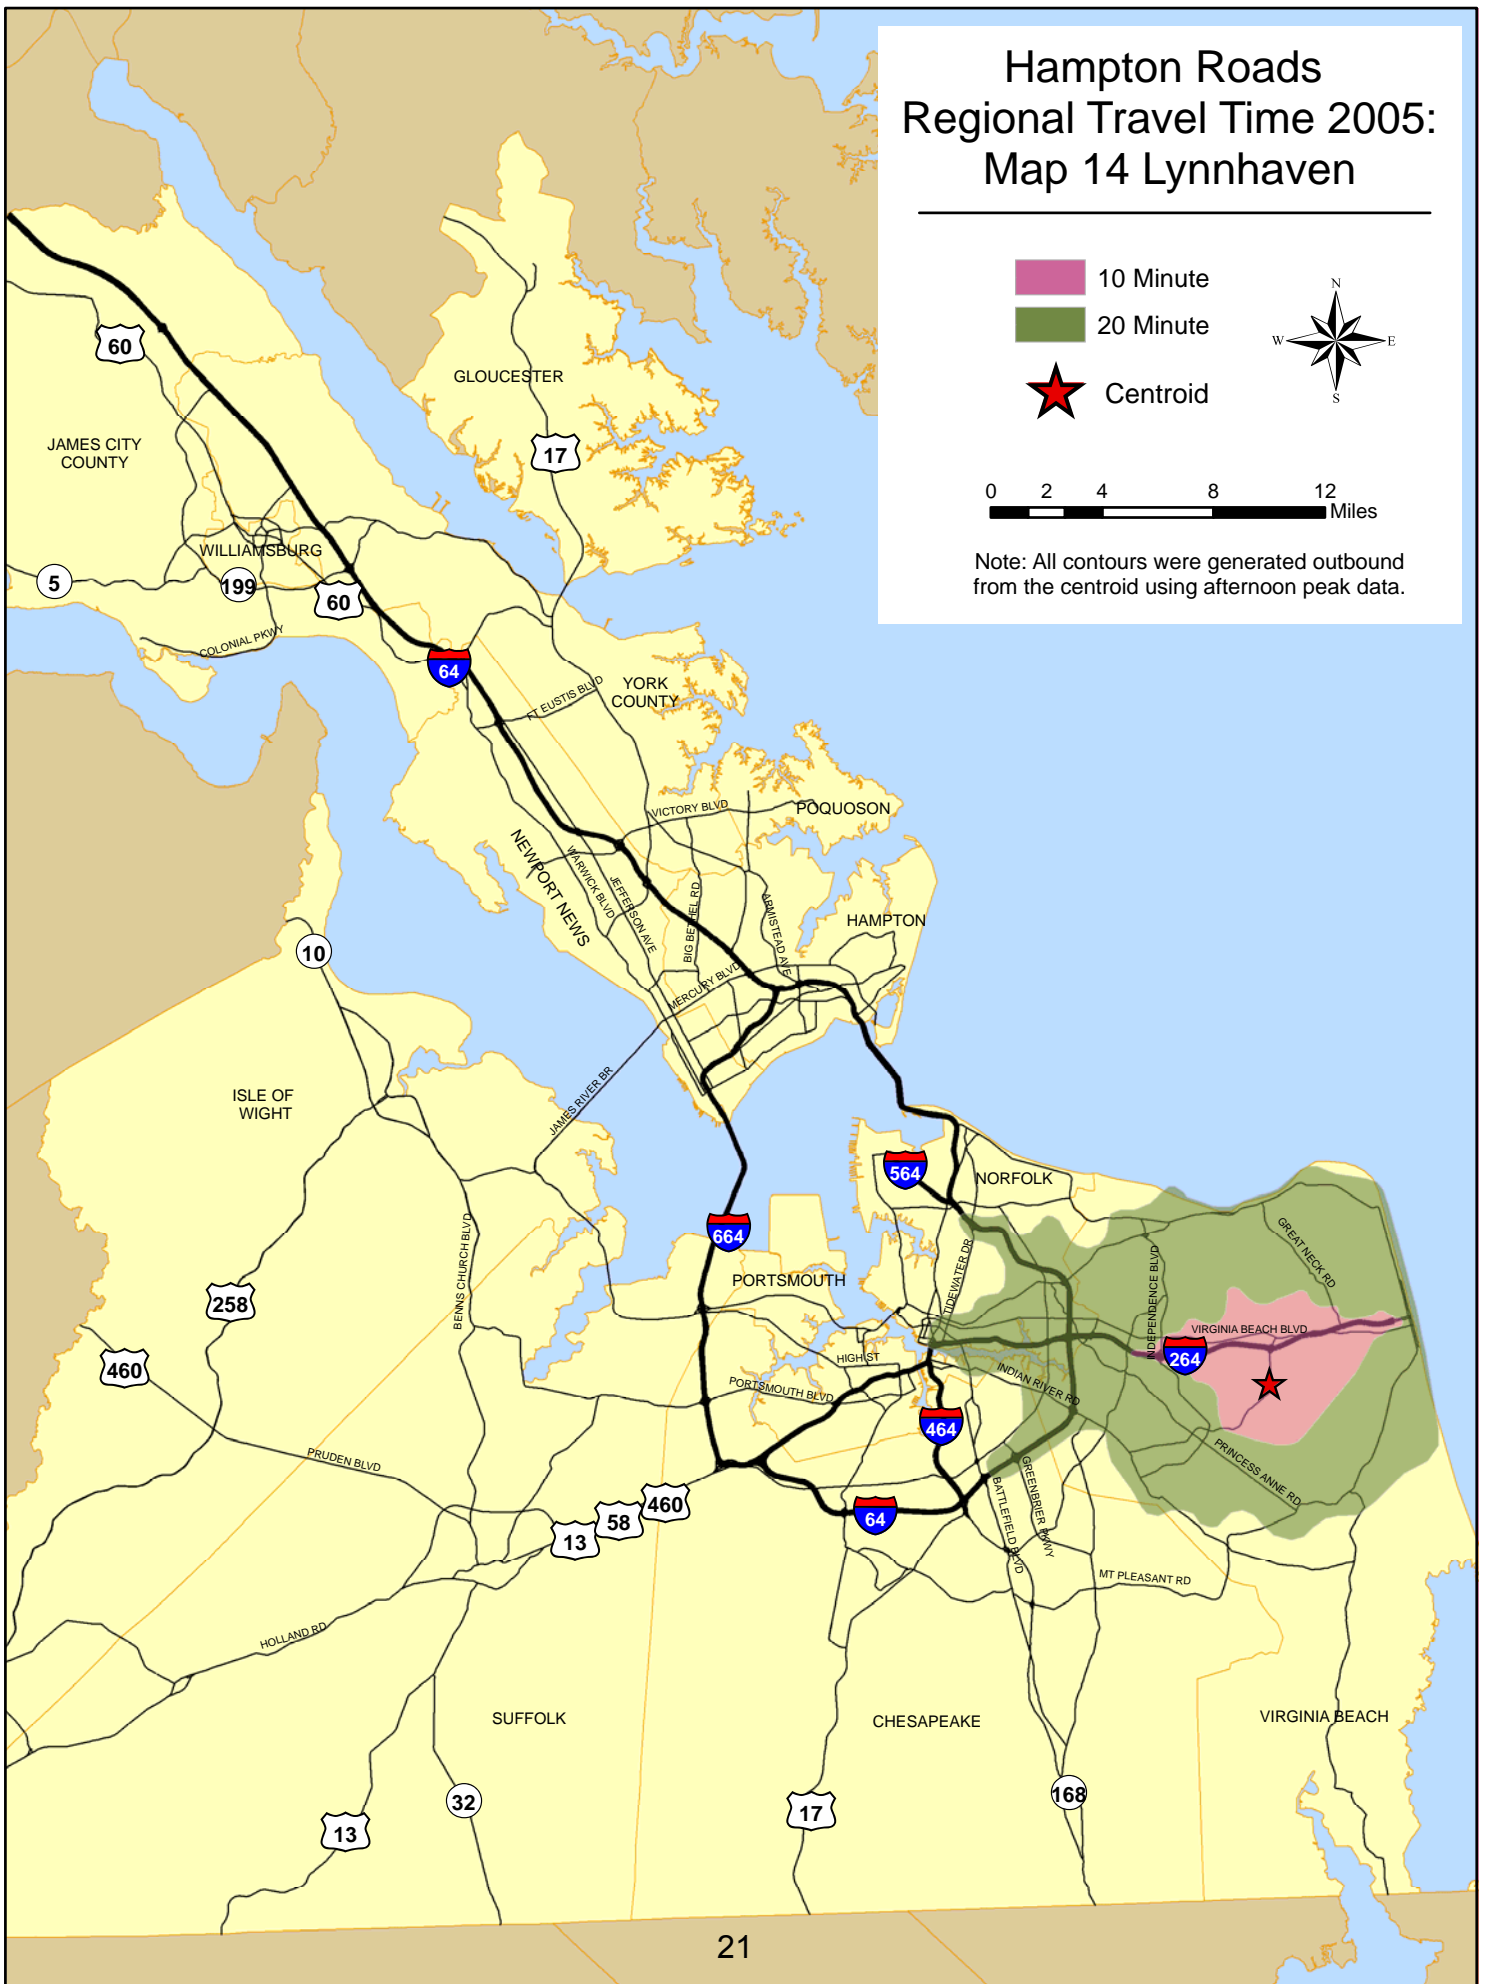 Hampton Roads
Regional Travel Time 2005:
Map 14 Lynnhaven
10 Minute
20 Minute
Centroid
N
W
E
S
0 2 4 8 12
Miles
Note: All contours were generated outbound
from the centroid using afternoon peak data.
60
GLOUCESTER
JAMES CITY
COUNTY
17
WILLIAMSBURG
5
199
60
COLONIAL PKWY
64
YORK
COUNTY
FT EUSTIS BLVD
VICTORY BLVD
POQUOSON
NEWPORT NEWS
WARWICK BLVD
JEFFERSON AVE
BIG BETHEL RD
ARMISTEAD AVE
HAMPTON
10
MERCURY BLVD
ISLE OF
WIGHT
JAMES RIVER BR
564
NORFOLK
664
BENNS CHURCH BLVD
TIDEWATER DR
INDEPENDENCE BLVD
GREAT NECK RD
PORTSMOUTH
258
VIRGINIA BEACH BLVD
460
HIGH ST
264
INDIAN RIVER RD
PORTSMOUTH BLVD
464
PRUDEN BLVD
PRINCESS ANNE RD
460
58
13
64
BATTLEFIELD BLVD
GREENBRIER PKWY
MT PLEASANT RD
HOLLAND RD
SUFFOLK
CHESAPEAKE
VIRGINIA BEACH
32
168
17
13
21